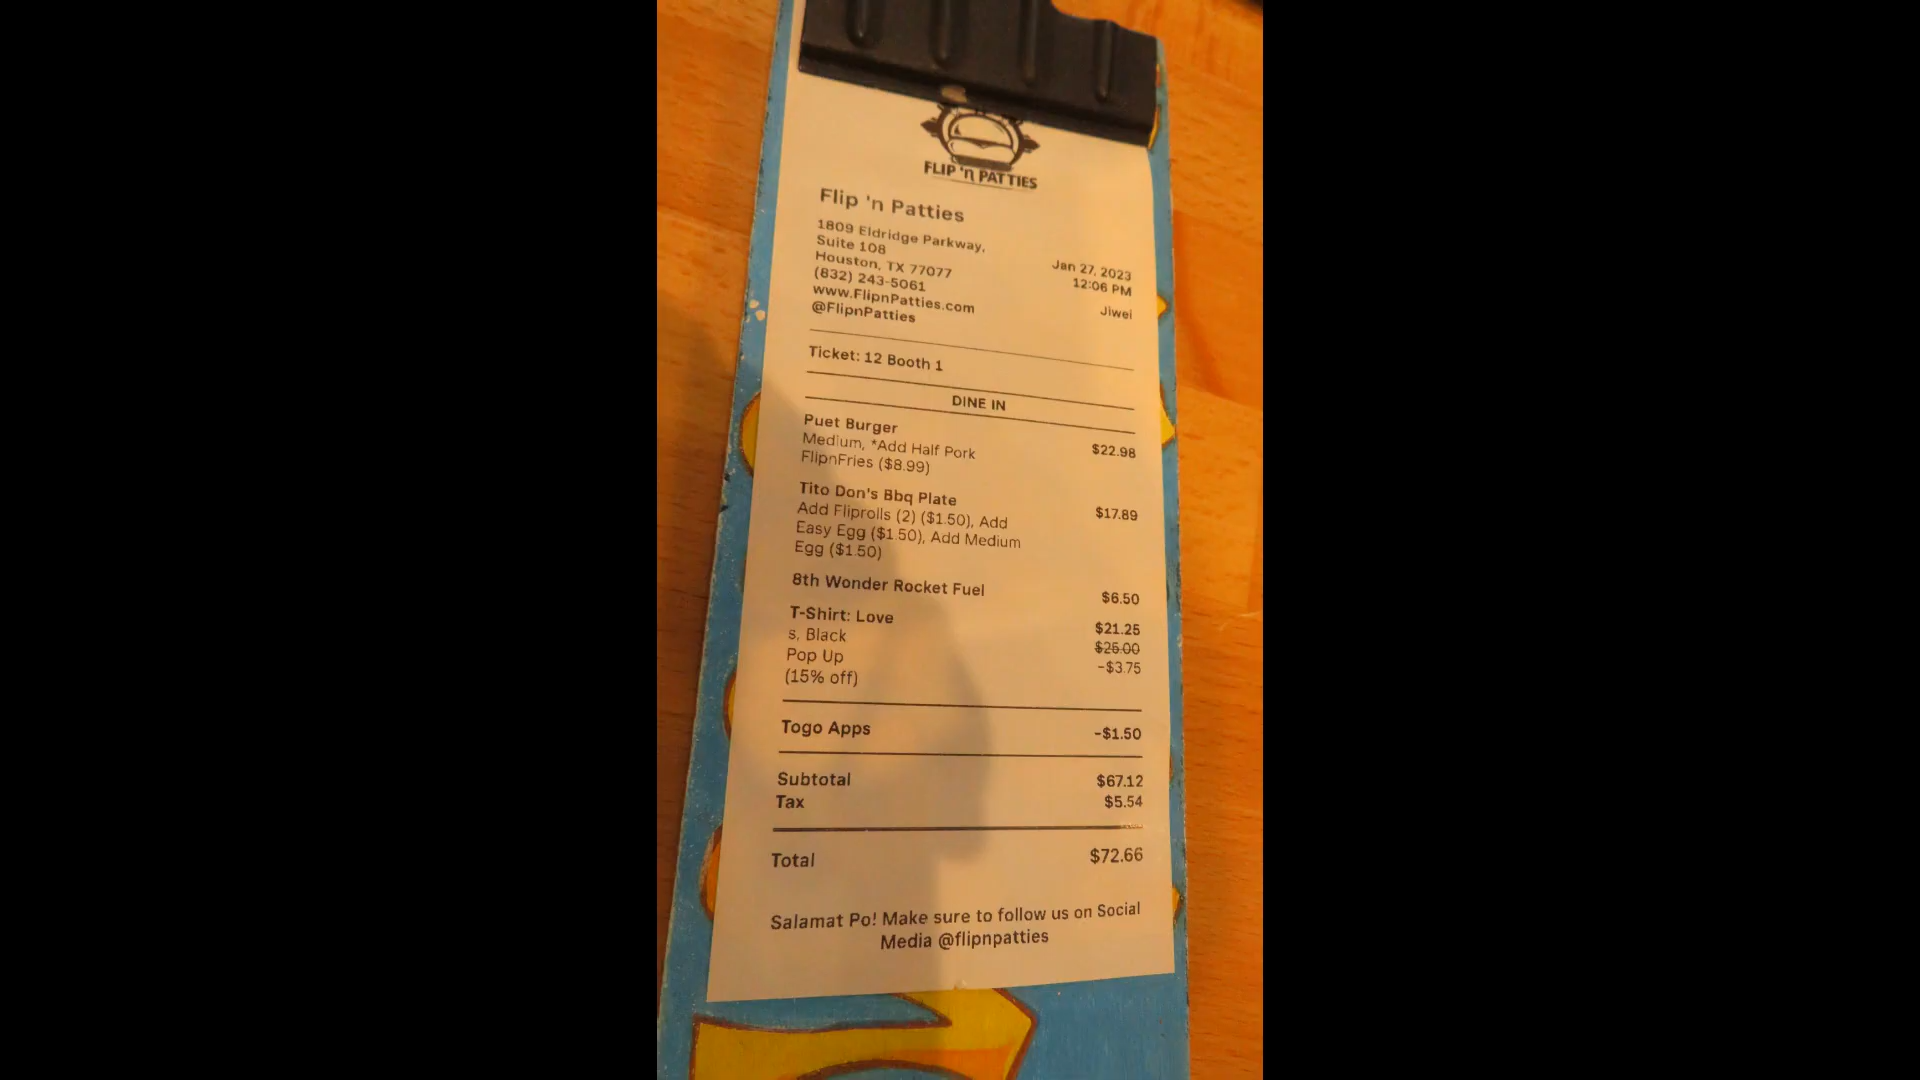 FLIP 'n PATTIES
Flip 'n Patties
1809 Eldridge Parkway,
Suite 108
Houston, TX 77077
(832) 243-5061
www.FlipnPatties.com
@FlipnPatties
Jan 27, 2023
12:06 PM
Jiwei
Ticket: 12 Booth 1
DINE IN
Puet Burger $22.98
Medium, *Add Half Pork
FlipnFries ($8.99)
Tito Don's Bbq Plate $17.89
Add Fliprolls (2) ($1.50), Add
Easy Egg ($1.50), Add Medium
Egg ($1.50)
8th Wonder Rocket Fuel $6.50
T-Shirt: Love $21.25
s, Black $25.00
Pop Up -$3.75
(15% off)
Togo Apps -$1.50
Subtotal $67.12
Tax $5.54
Total $72.66
Salamat Po! Make sure to follow us on Social
Media @flipnpatties